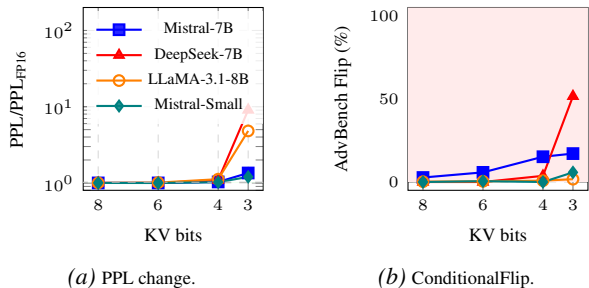 PPL/PPL_FP16
10^2
10^1
10^0
Mistral-7B
DeepSeek-7B
LLaMA-3.1-8B
Mistral-Small
8 6 4 3
KV bits
(a) PPL change.
AdvBench Flip (%)
100
50
0
8 6 4 3
KV bits
(b) ConditionalFlip.